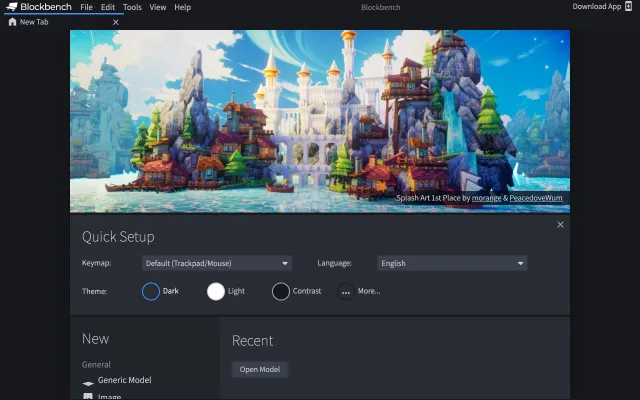 Blockbench File Edit Tools View Help Blockbench Download App
New Tab
Splash Art 1st Place by morange & PeacedoveWum
Quick Setup
Keymap: Default (Trackpad/Mouse) Language: English
Theme: Dark Light Contrast More...
New
General
Generic Model
Image
Recent
Open Model